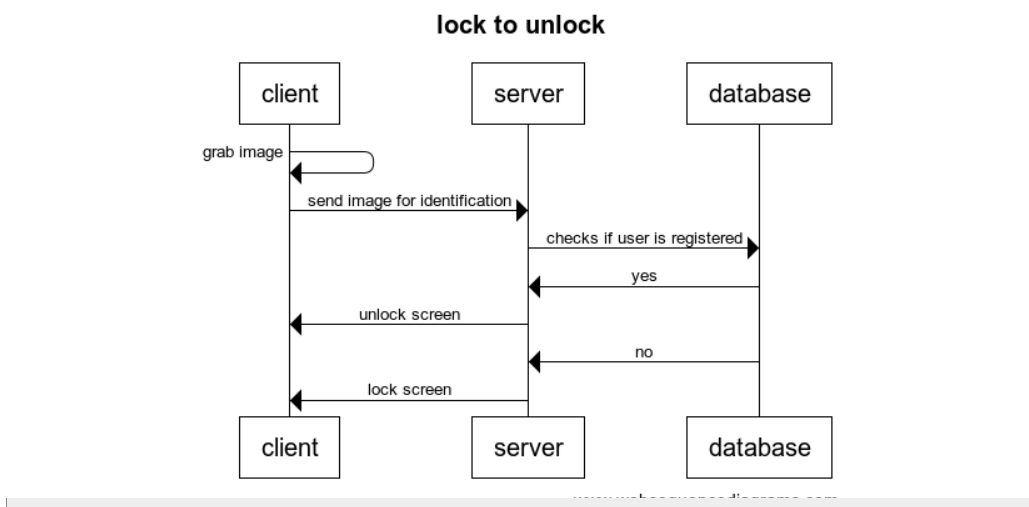 lock to unlock
client
server
database
grab image
send image for identification
checks if user is registered
yes
unlock screen
no
lock screen
client
server
database